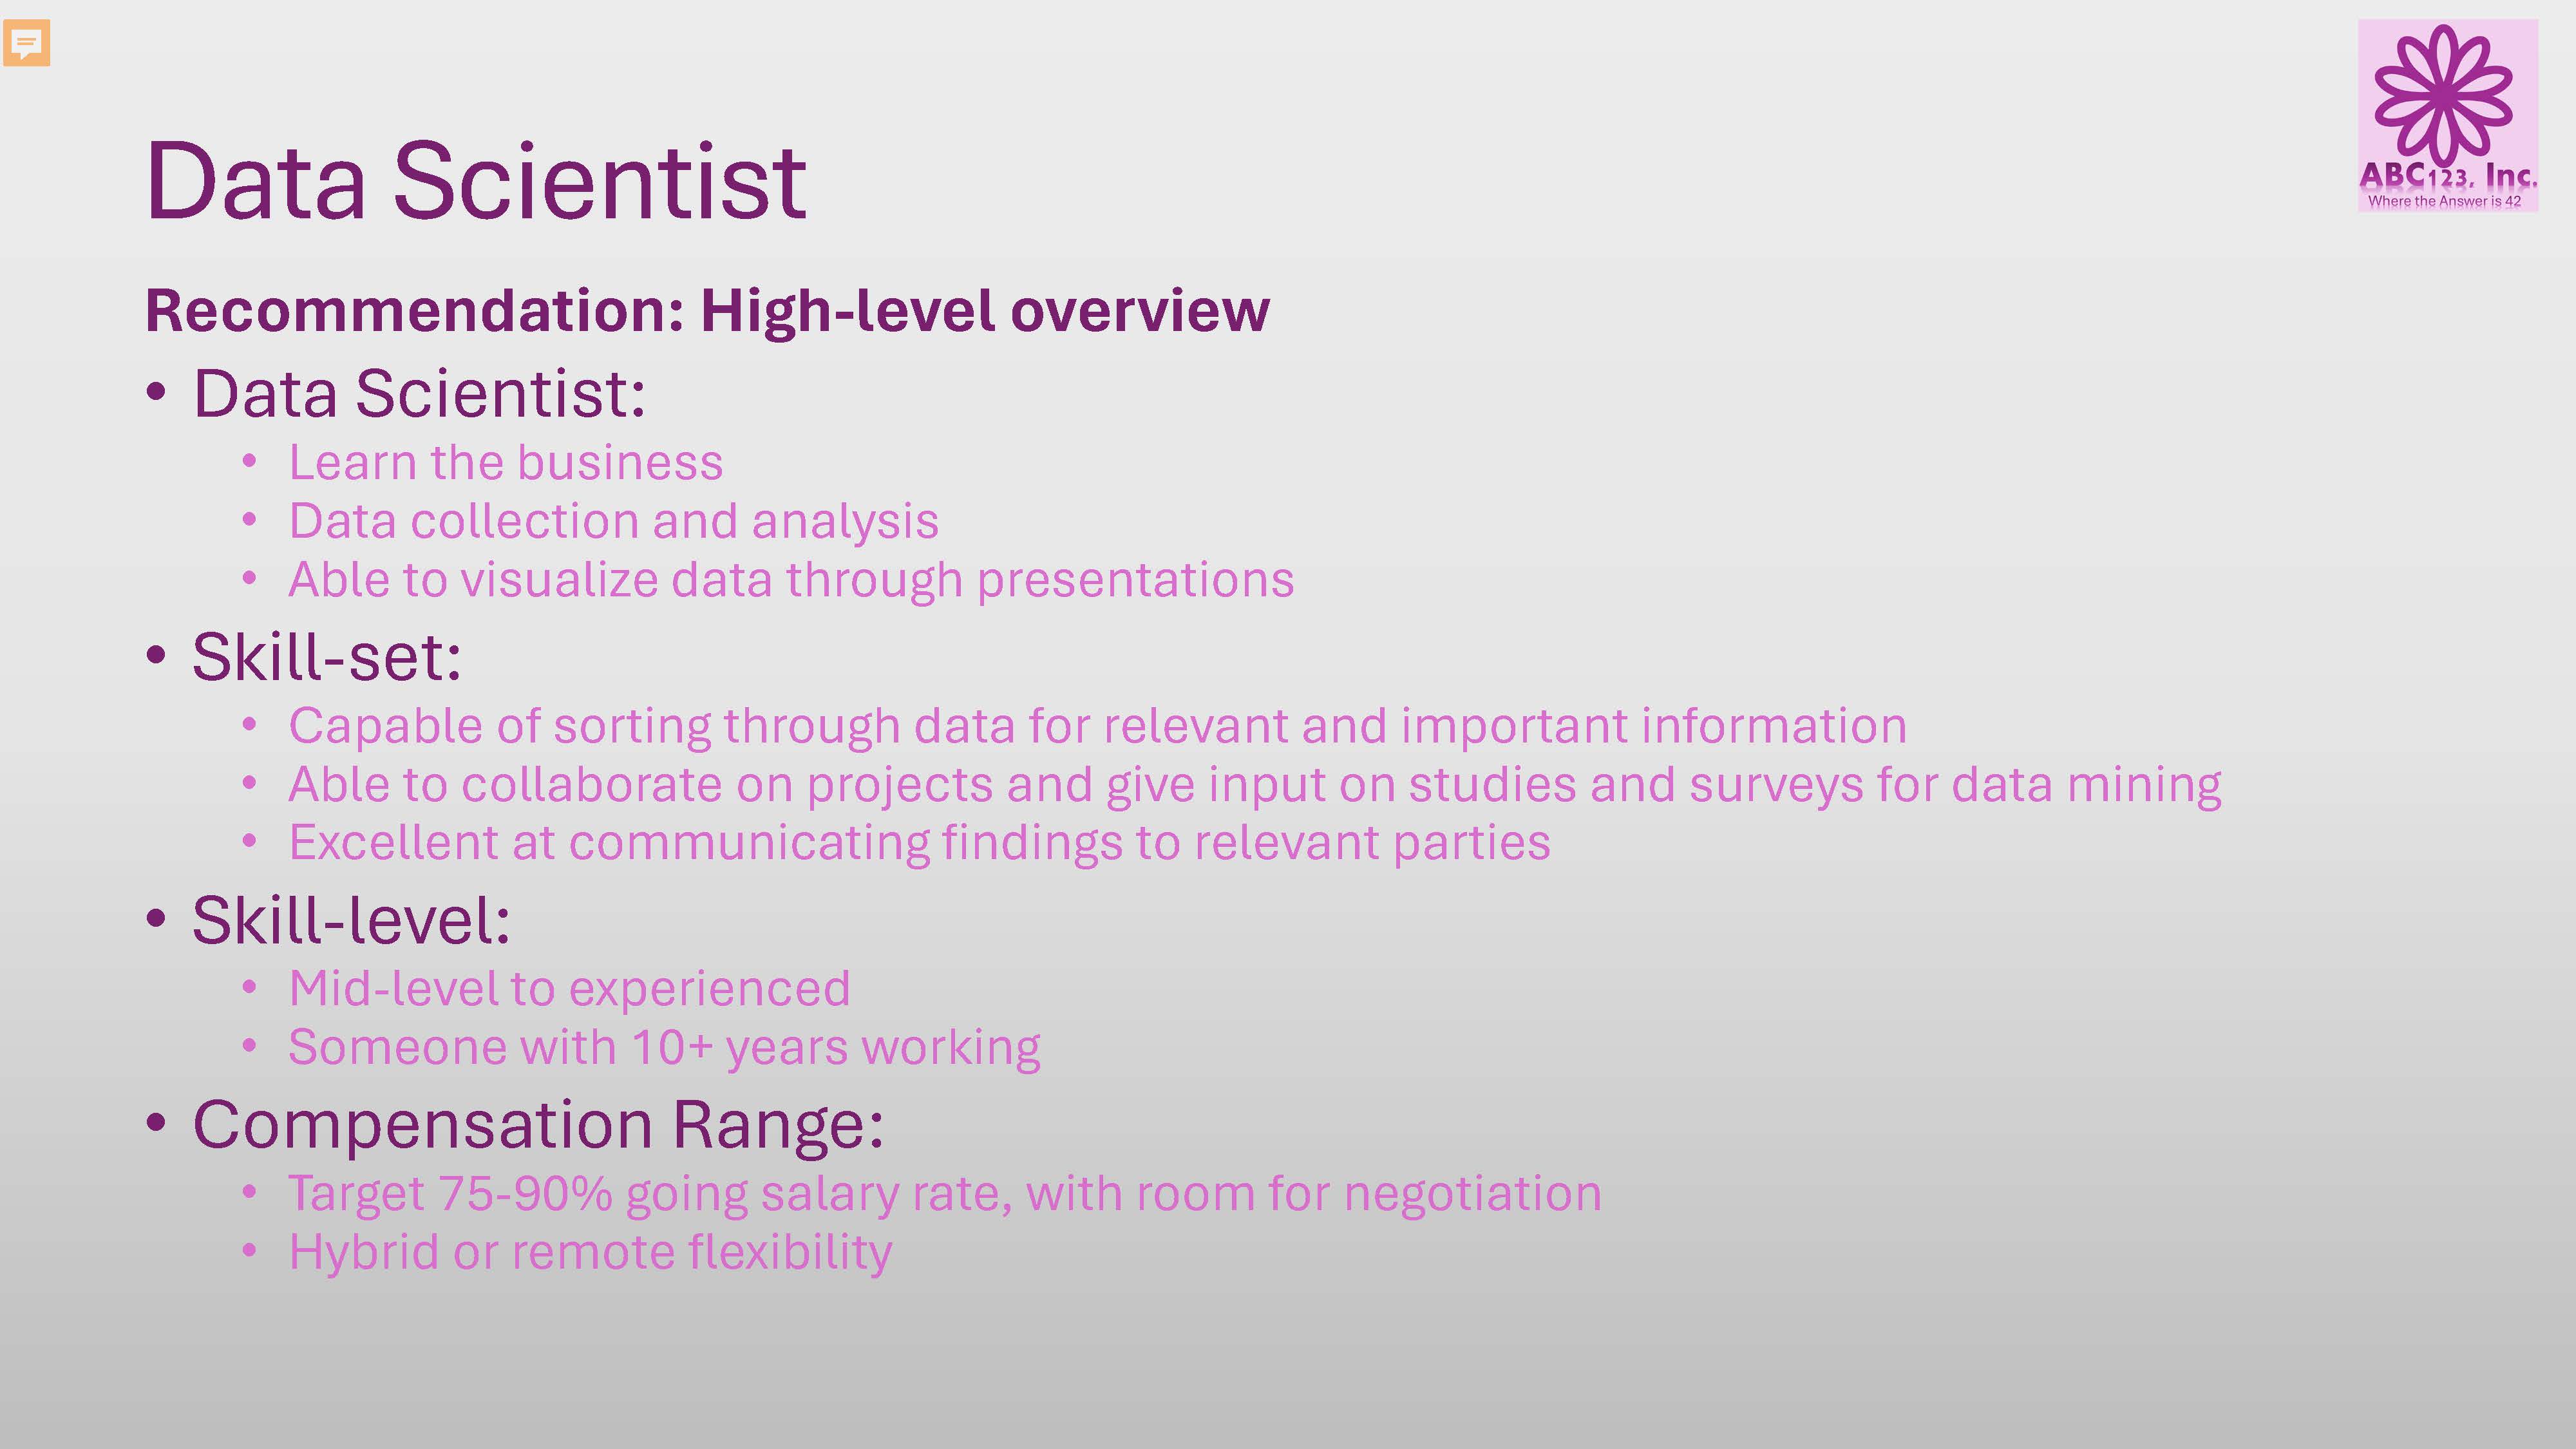 Data Scientist
ABC123, Inc.
Where the Answer is 42
Recommendation: High-level overview
• Data Scientist:
• Learn the business
• Data collection and analysis
• Able to visualize data through presentations
• Skill-set:
• Capable of sorting through data for relevant and important information
• Able to collaborate on projects and give input on studies and surveys for data mining
• Excellent at communicating findings to relevant parties
• Skill-level:
• Mid-level to experienced
• Someone with 10+ years working
• Compensation Range:
• Target 75-90% going salary rate, with room for negotiation
• Hybrid or remote flexibility